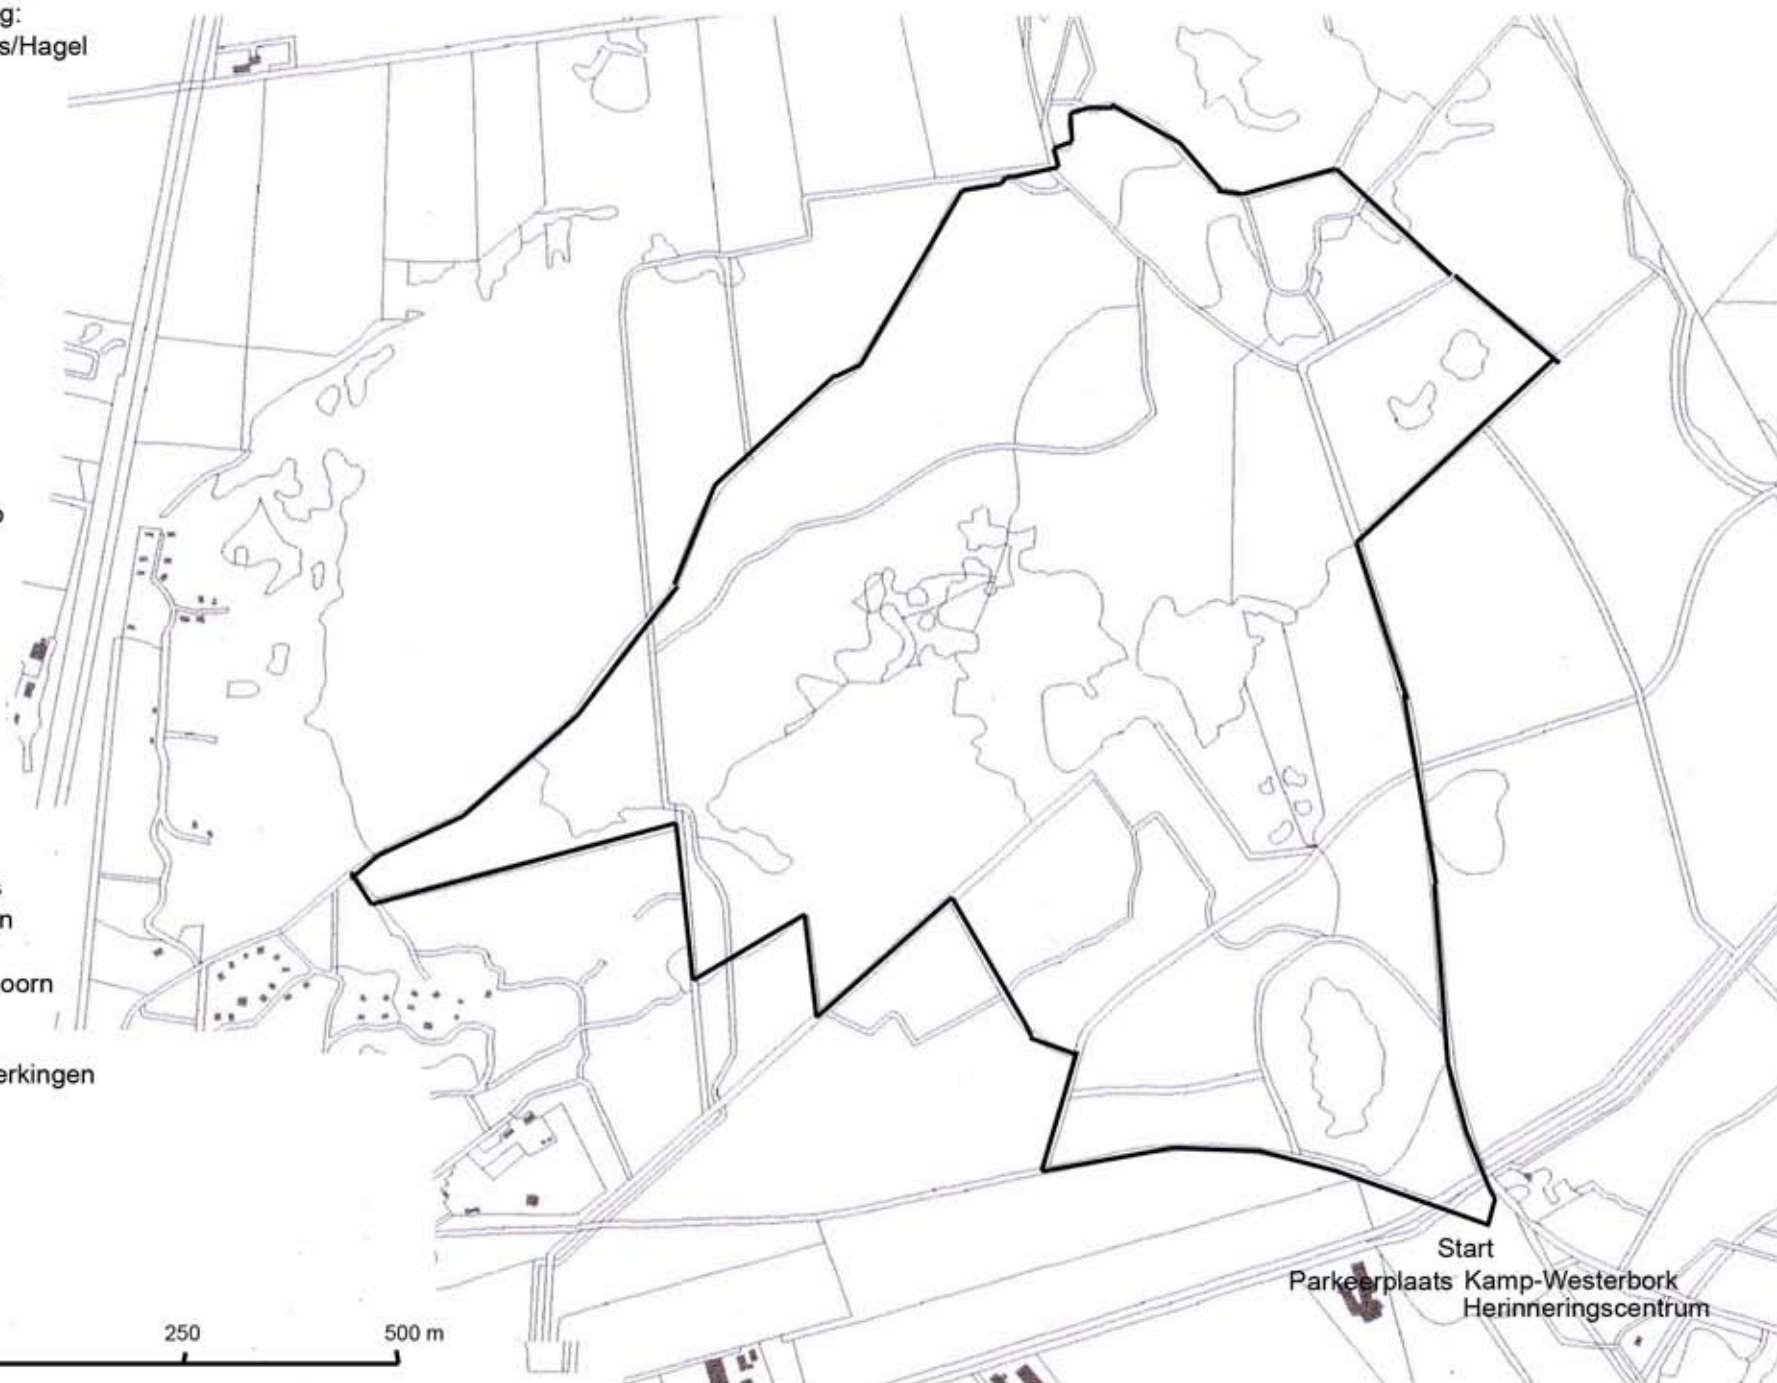 g:
s/Hagel
o
s
n
oorn
erkingen
Start
Parkeerplaats Kamp-Westerbork
Herinneringscentrum
250 500 m